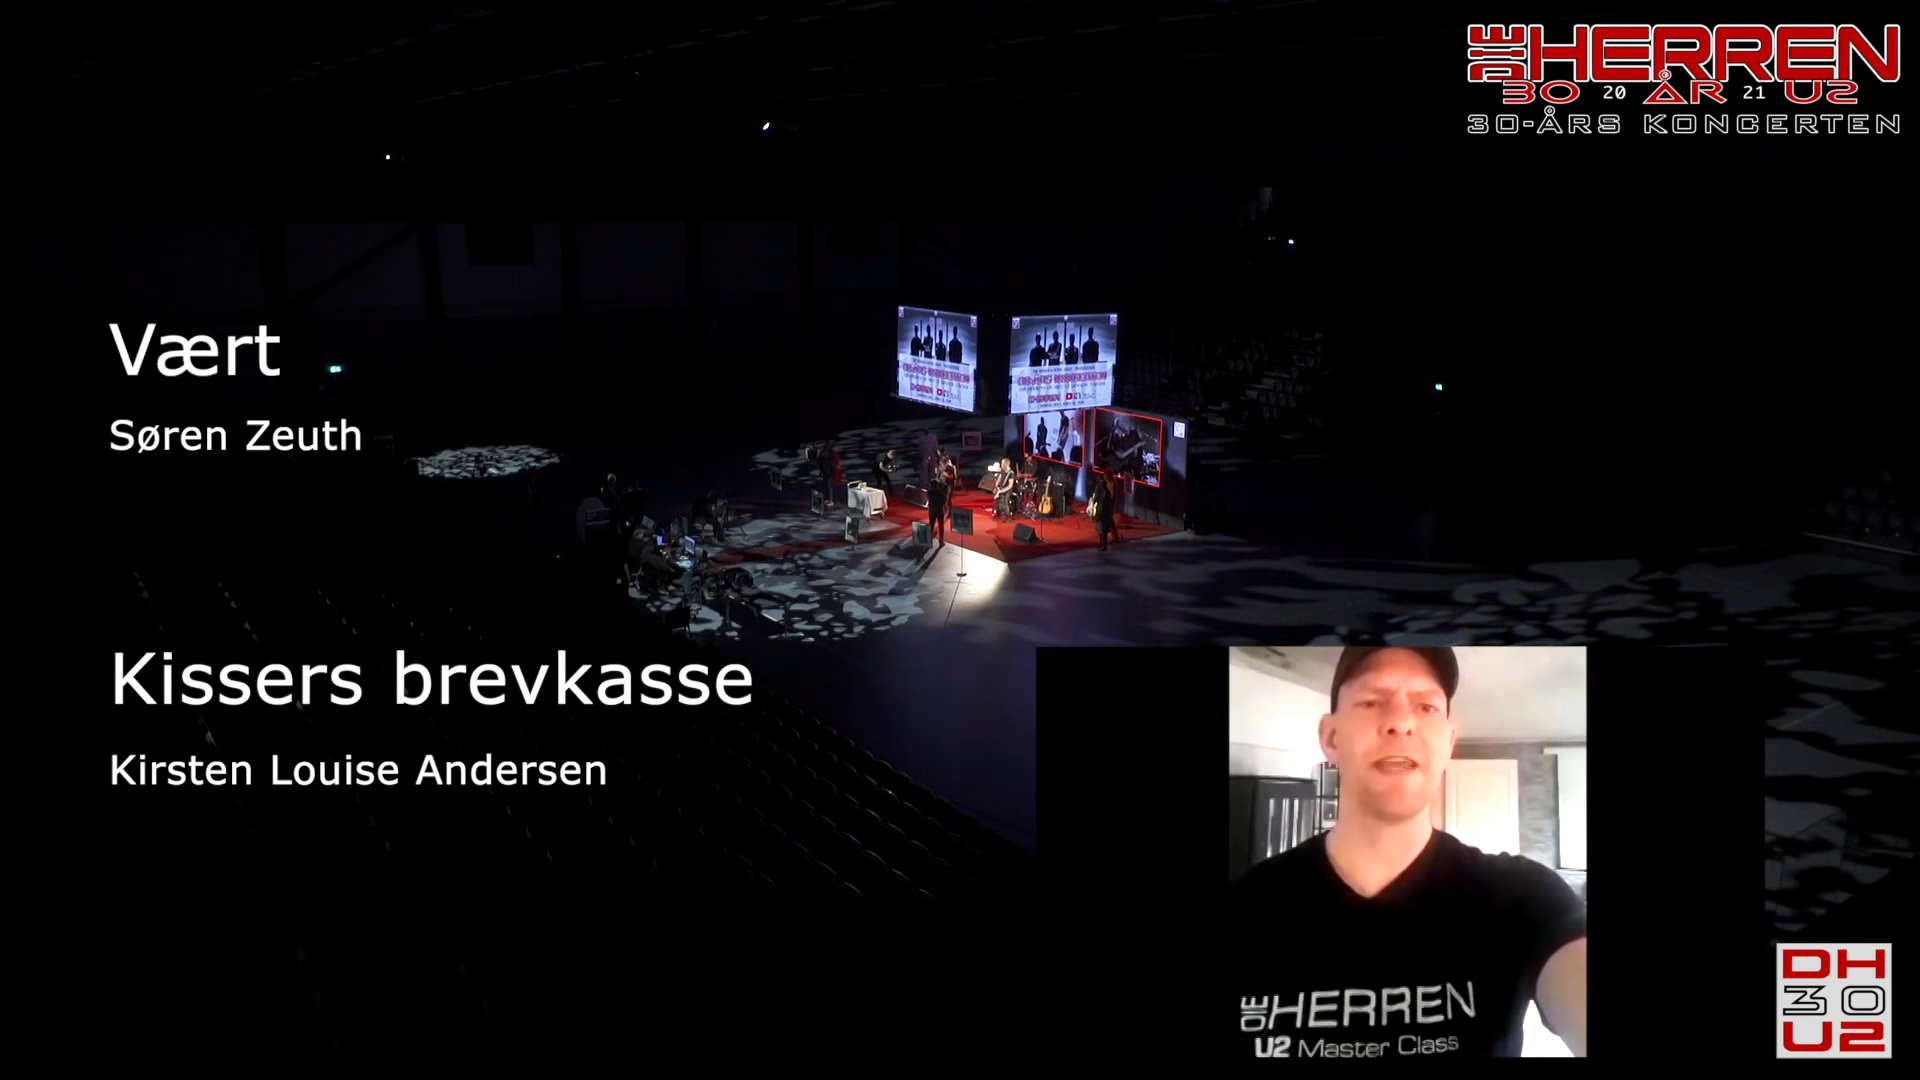 DIE HERREN
30 20 ÅR 21 U2
30-ÅRS KONCERTEN
Vært
Søren Zeuth
Kissers brevkasse
Kirsten Louise Andersen
DIE HERREN
U2 Master Class
DH
30
U2